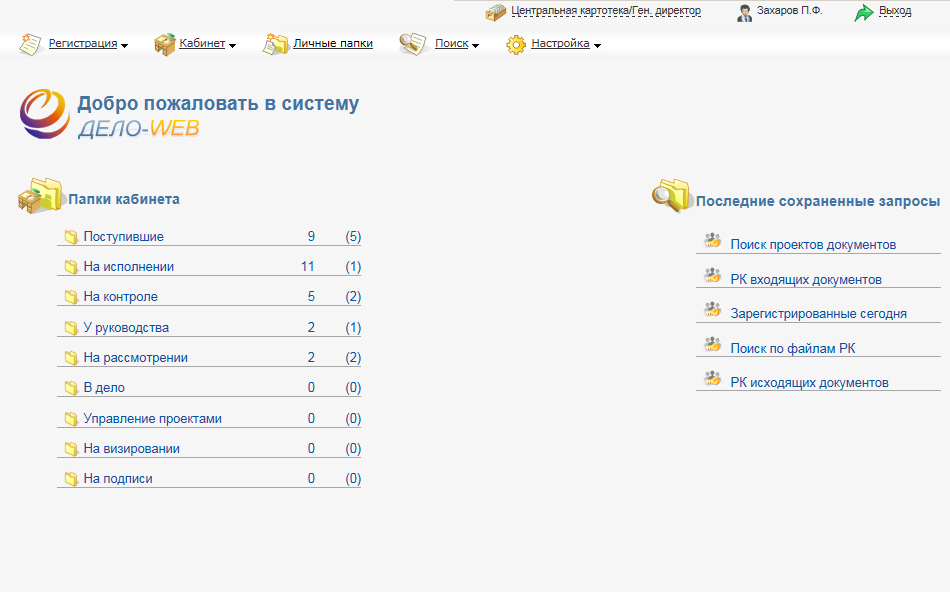 Центральная картотека/Ген. директор Захаров П.Ф. Выход
Регистрация Кабинет Личные папки Поиск Настройка
Добро пожаловать в систему
ДЕЛО-WEB
Папки кабинета
Поступившие 9 (5)
На исполнении 11 (1)
На контроле 5 (2)
У руководства 2 (1)
На рассмотрении 2 (2)
В дело 0 (0)
Управление проектами 0 (0)
На визировании 0 (0)
На подписи 0 (0)
Последние сохраненные запросы
Поиск проектов документов
РК входящих документов
Зарегистрированные сегодня
Поиск по файлам РК
РК исходящих документов